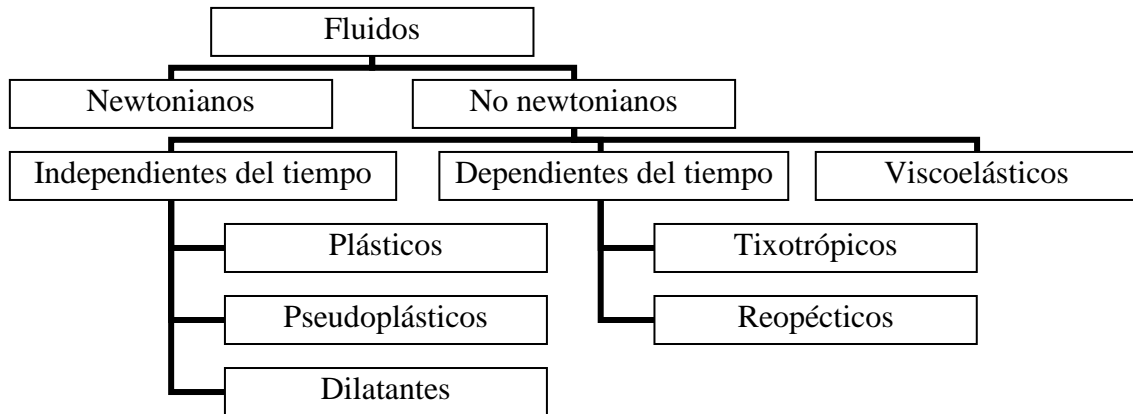 Fluidos
Newtonianos
No newtonianos
Independientes del tiempo
Dependientes del tiempo
Viscoelásticos
Plásticos
Tixotrópicos
Pseudoplásticos
Reopécticos
Dilatantes